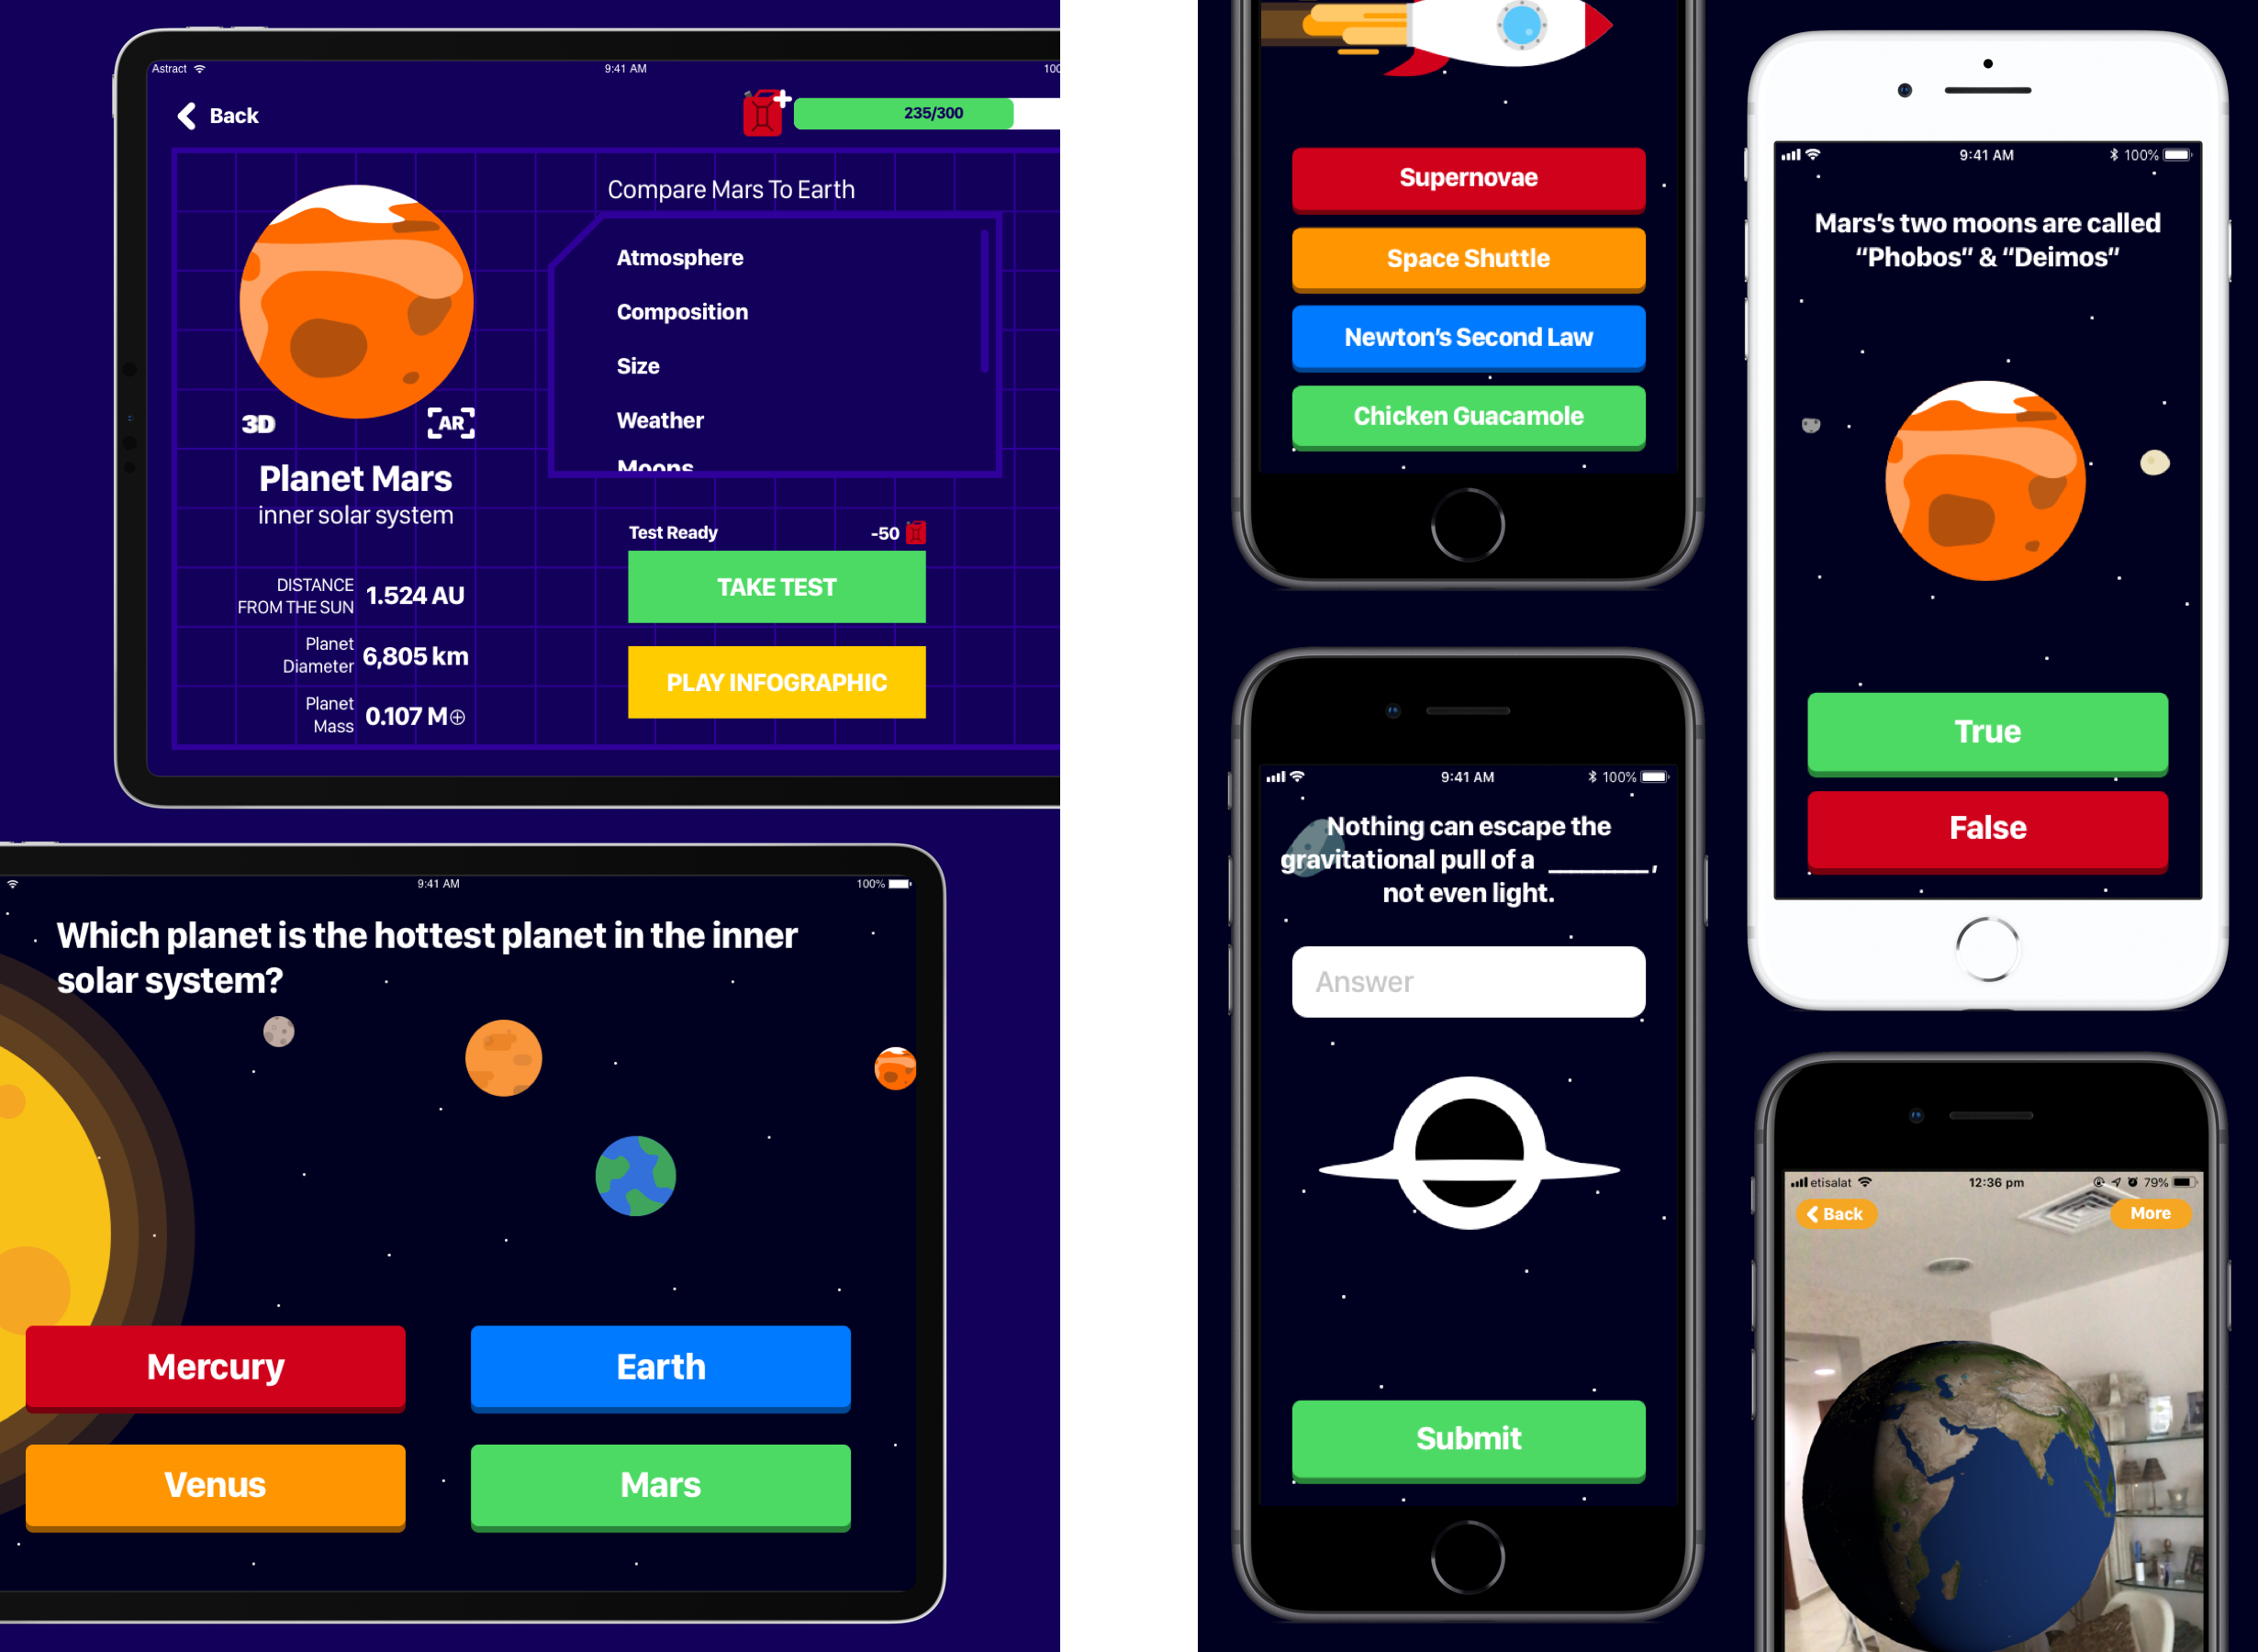 Astract
9:41 AM
100
Back
235/300
Compare Mars To Earth
Atmosphere
Composition
Size
Weather
Moons
3D
AR
Planet Mars
inner solar system
DISTANCE
FROM THE SUN 1.524 AU
Planet
Diameter 6,805 km
Planet
Mass 0.107 M⊕
Test Ready -50
TAKE TEST
PLAY INFOGRAPHIC
9:41 AM 100%
Which planet is the hottest planet in the inner
solar system?
Mercury
Earth
Venus
Mars
Supernovae
Space Shuttle
Newton's Second Law
Chicken Guacamole
9:41 AM 100%
Nothing can escape the
gravitational pull of a ________,
not even light.
Answer
Submit
9:41 AM 100%
Mars's two moons are called
“Phobos” & “Deimos”
True
False
etisalat 12:36 pm 79%
Back
More